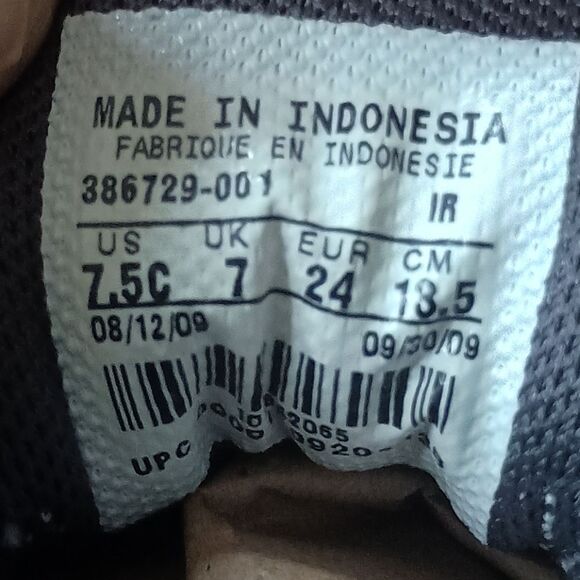 MADE IN INDONESIA
FABRIQUE EN INDONESIE
386729-001 IR
US UK EUR CM
7.5C 7 24 13.5
08/12/09 09/30/09
UPC